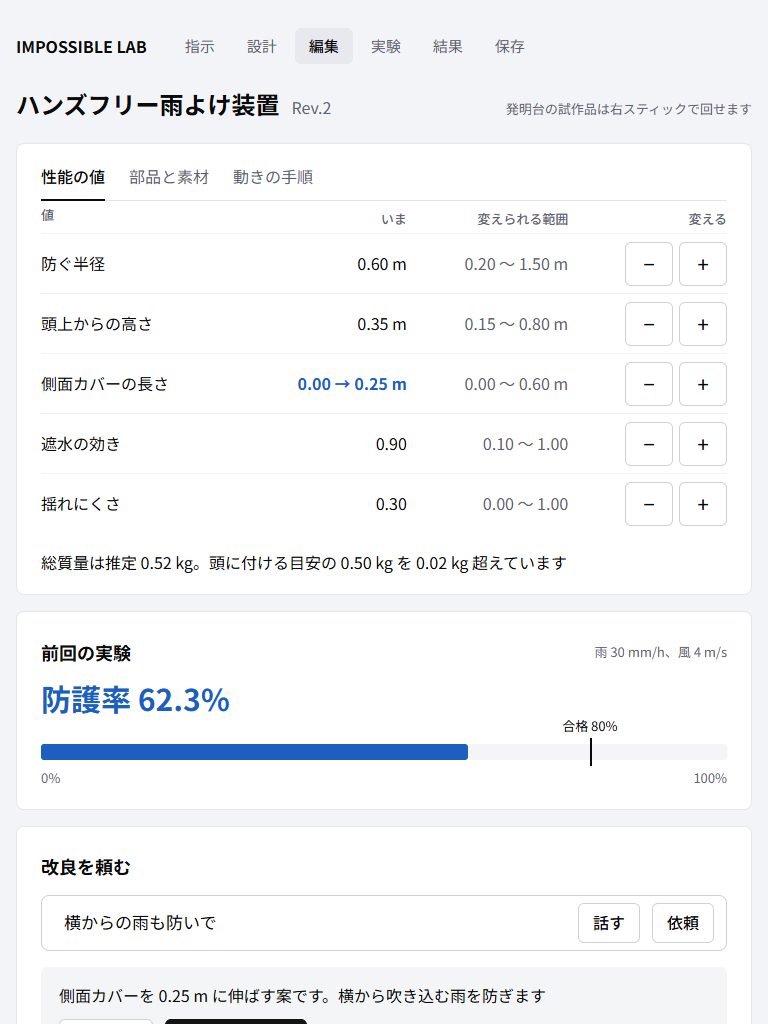 IMPOSSIBLE LAB 指示 設計 編集 実験 結果 保存
ハンズフリー雨よけ装置 Rev.2 発明台の試作品は右スティックで回せます
性能の値 部品と素材 動きの手順
値 いま 変えられる範囲 変える
防ぐ半径 0.60 m 0.20 〜 1.50 m − +
頭上からの高さ 0.35 m 0.15 〜 0.80 m − +
側面カバーの長さ 0.00 → 0.25 m 0.00 〜 0.60 m − +
遮水の効き 0.90 0.10 〜 1.00 − +
揺れにくさ 0.30 0.00 〜 1.00 − +
総質量は推定 0.52 kg。頭に付ける目安の 0.50 kg を 0.02 kg 超えています
前回の実験 雨 30 mm/h、風 4 m/s
防護率 62.3%
合格 80%
0% 100%
改良を頼む
横からの雨も防いで 話す 依頼
側面カバーを 0.25 m に伸ばす案です。横から吹き込む雨を防ぎます